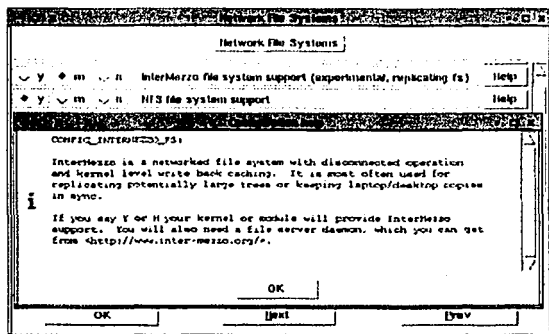 Network File Systems
Network File Systems
y m n InterMezzo file system support (experimental, replicating fs) Help
y m n NFS file system support Help
CONFIG_INTERMEZZO_FS:
InterMezzo is a networked file system with disconnected operation
and kernel level write back caching. It is most often used for
replicating potentially large trees or keeping laptop/desktop copies
in sync.
If you say Y or M your kernel or module will provide InterMezzo
support. You will also need a file server daemon, which you can get
from <http://www.inter-mezzo.org/>.
OK
OK Next Prev